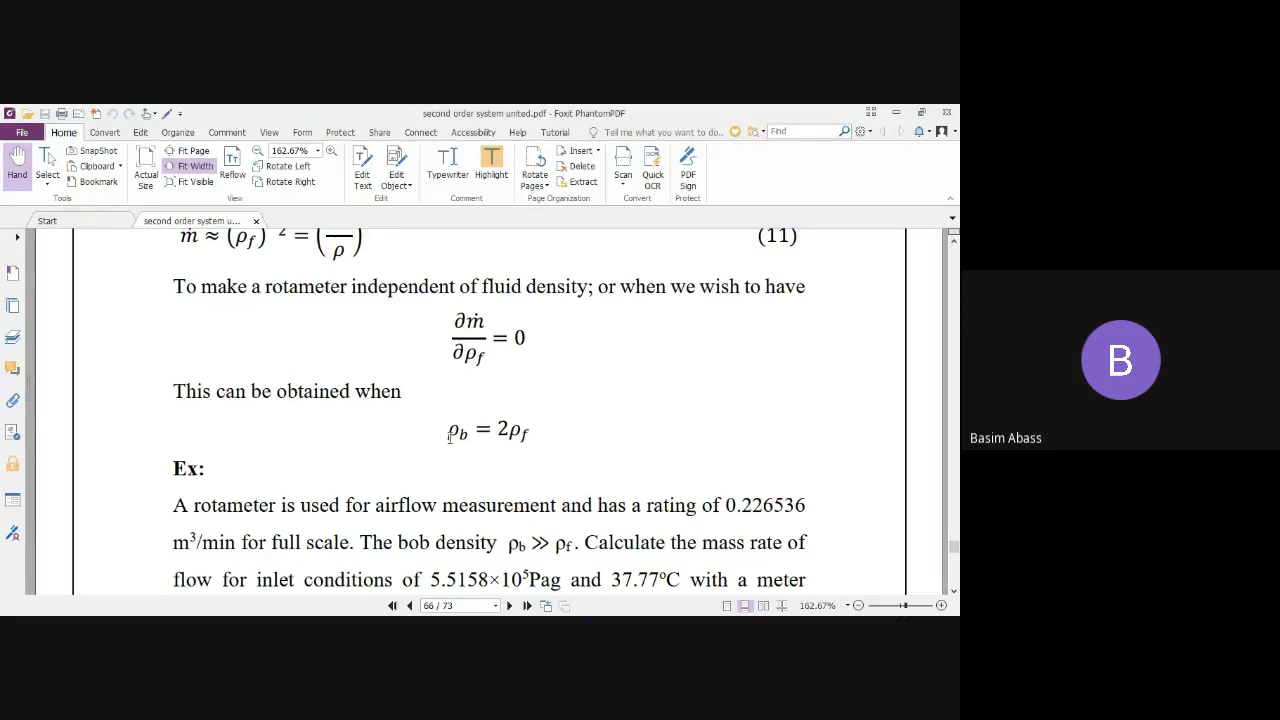 second order system united.pdf - Foxit PhantomPDF
File Home Convert Edit Organize Comment View Form Protect Share Connect Accessibility Help Tutorial Tell me what you want to do.. Find
Hand
Select
SnapShot
Clipboard
Bookmark
Actual Size
Fit Page
Fit Width
Fit Visible
Reflow
162.67%
Rotate Left
Rotate Right
Edit Text
Edit Object
Typewriter
Highlight
Rotate Pages
Insert
Delete
Extract
Scan
Quick OCR
PDF Sign
Tools View Edit Comment Page Organization Convert Protect
Start second order system u...
ṁ ≈ (ρf) 2 = ( / ρ) (11)
To make a rotameter independent of fluid density; or when we wish to have
∂ṁ/∂ρf = 0
This can be obtained when
ρb = 2ρf
Ex:
A rotameter is used for airflow measurement and has a rating of 0.226536
m³/min for full scale. The bob density ρb ≫ ρf. Calculate the mass rate of
flow for inlet conditions of 5.5158×10⁵Pag and 37.77ºC with a meter
66 / 73 162.67%
B
Basim Abass